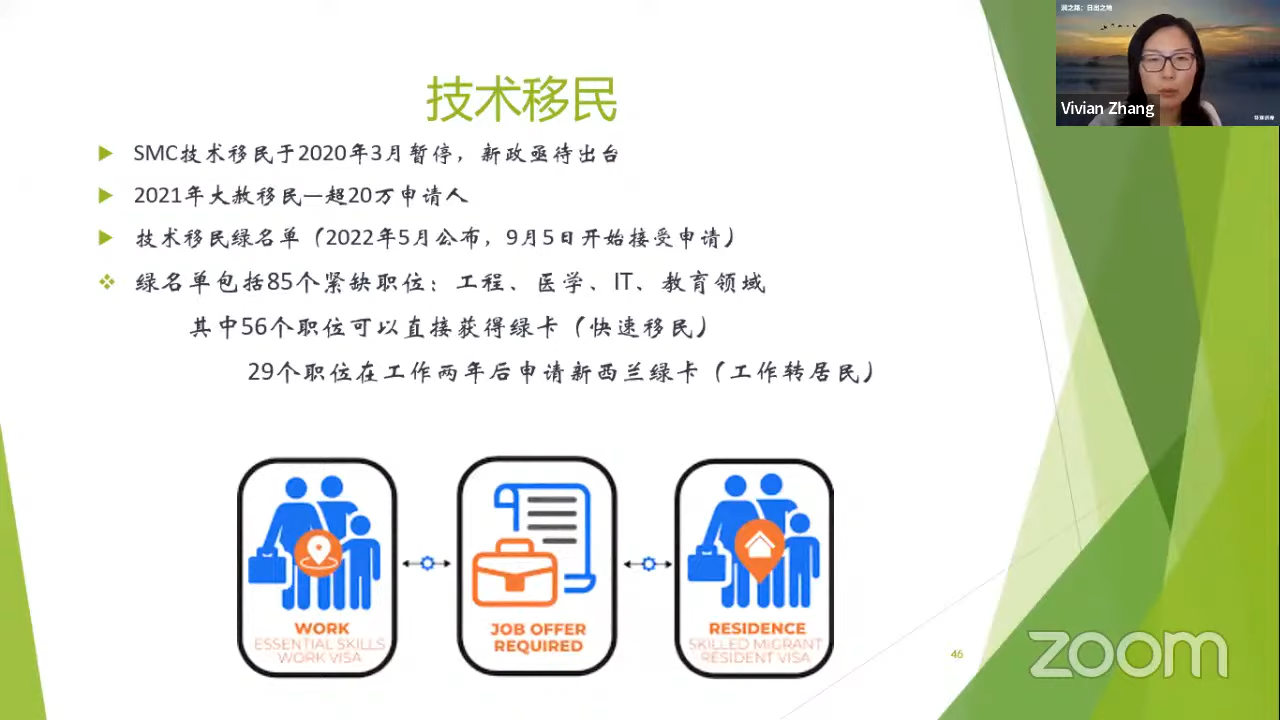 技术移民
SMC技术移民于2020年3月暂停，新政亟待出台
2021年大赦移民—超20万申请人
技术移民绿名单（2022年5月公布，9月5日开始接受申请）
绿名单包括85个紧缺职位：工程、医学、IT、教育领域
其中56个职位可以直接获得绿卡（快速移民）
29个职位在工作两年后申请新西兰绿卡（工作转居民）
WORK
ESSENTIAL SKILLS
WORK VISA
JOB OFFER
REQUIRED
RESIDENCE
SKILLED MIGRANT
RESIDENT VISA
46
zoom
日出之地
Vivian Zhang